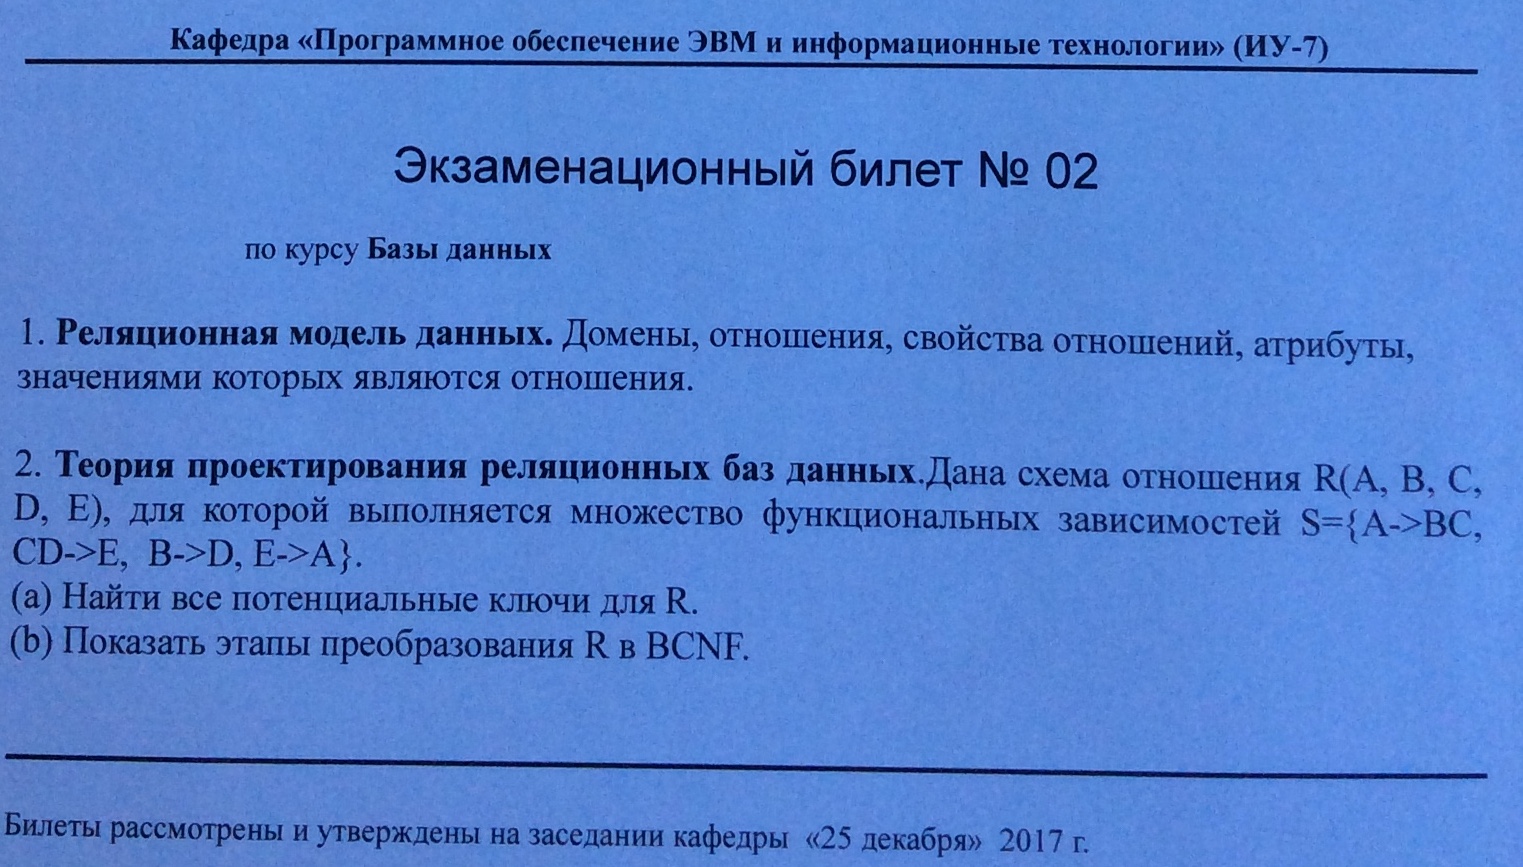 Кафедра «Программное обеспечение ЭВМ и информационные технологии» (ИУ-7)
Экзаменационный билет № 02
по курсу Базы данных
1. Реляционная модель данных. Домены, отношения, свойства отношений, атрибуты,
значениями которых являются отношения.
2. Теория проектирования реляционных баз данных.Дана схема отношения R(A, B, C,
D, E), для которой выполняется множество функциональных зависимостей S={A->BC,
CD->E, B->D, E->A}.
(a) Найти все потенциальные ключи для R.
(b) Показать этапы преобразования R в BCNF.
Билеты рассмотрены и утверждены на заседании кафедры «25 декабря» 2017 г.